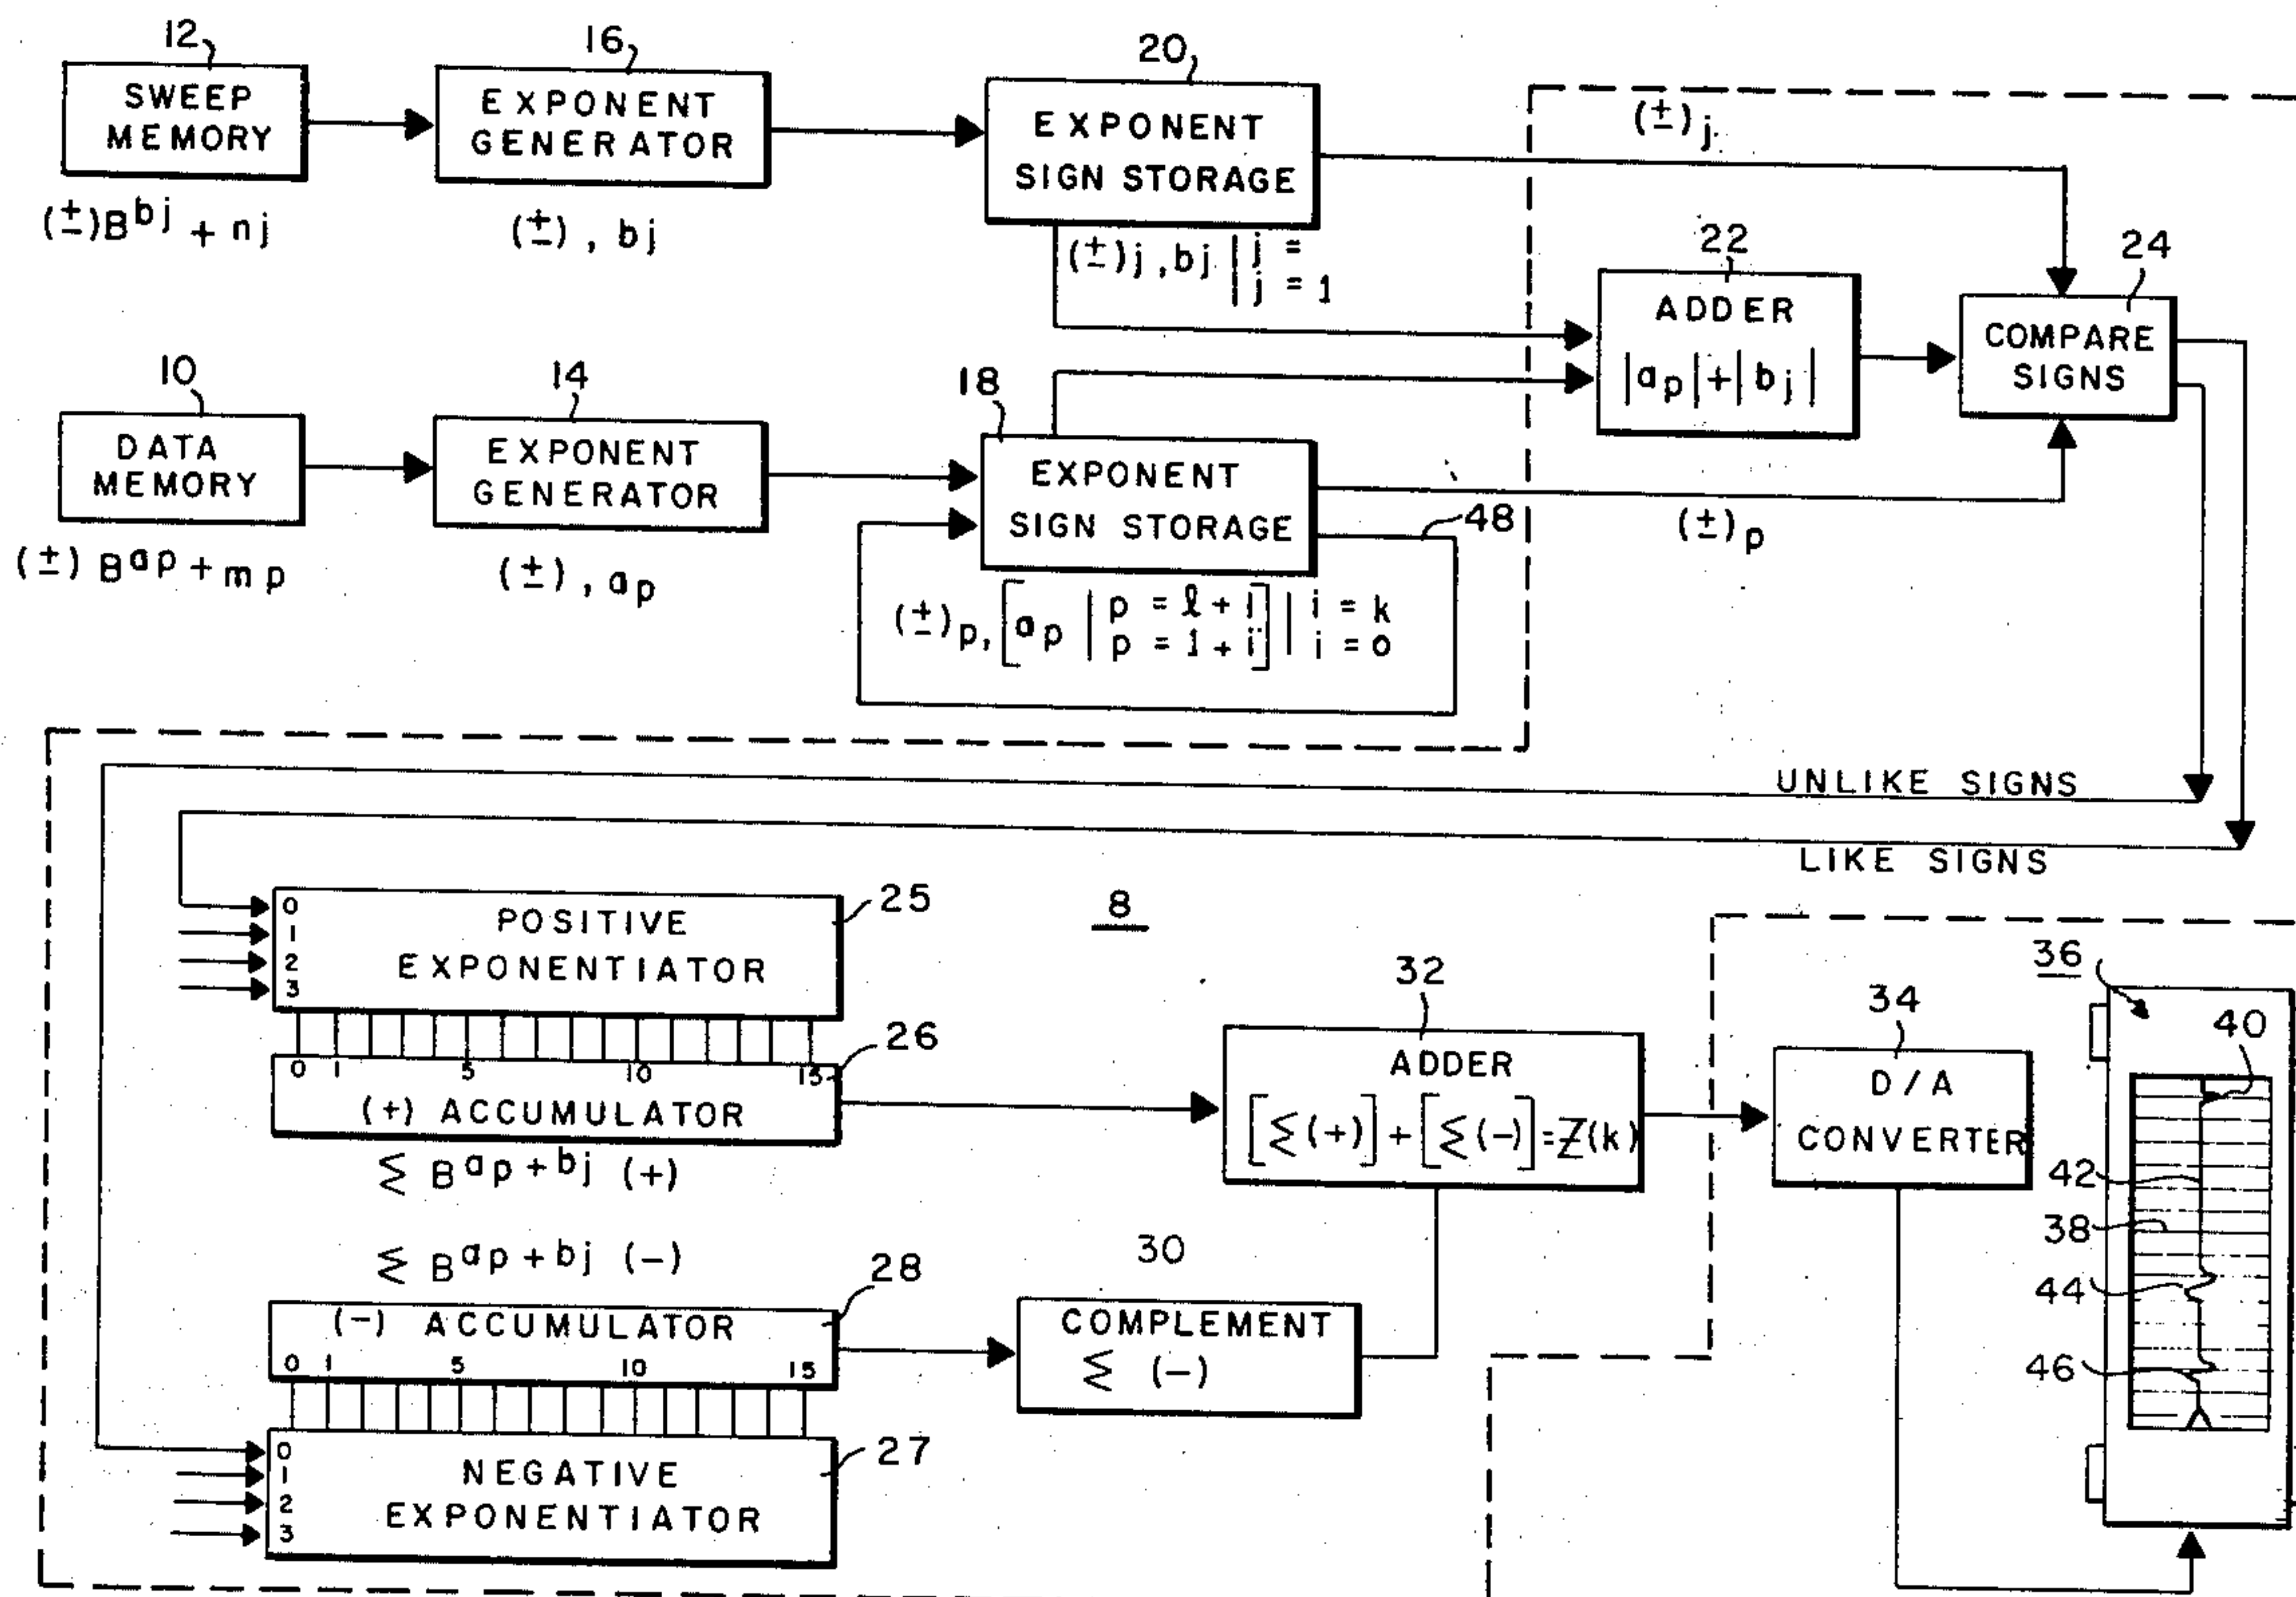 12
SWEEP
MEMORY
(±)B^bj + nj
16
EXPONENT
GENERATOR
(±), bj
20
EXPONENT
SIGN STORAGE
(±)j, bj | j =
j = 1
(±)j
22
ADDER
|ap|+|bj|
24
COMPARE
SIGNS
10
DATA
MEMORY
(±) B^ap + mp
14
EXPONENT
GENERATOR
(±), ap
18
EXPONENT
SIGN STORAGE
48
(±)p, [ap | p = ℓ + i] | i = k
p = 1 + i | i = 0
(±)p
UNLIKE SIGNS
LIKE SIGNS
8
0
1
2
3
POSITIVE
EXPONENTIATOR
25
0 1 5 10 15
26
(+) ACCUMULATOR
≶ B^ap + bj (+)
≶ B^ap + bj (-)
28
(-) ACCUMULATOR
0 1 5 10 15
0
1
2
3
NEGATIVE
EXPONENTIATOR
27
30
COMPLEMENT
≶ (-)
32
ADDER
[≶(+)] + [≶(-)] = Z(k)
34
D/A
CONVERTER
36
40
42
38
44
46